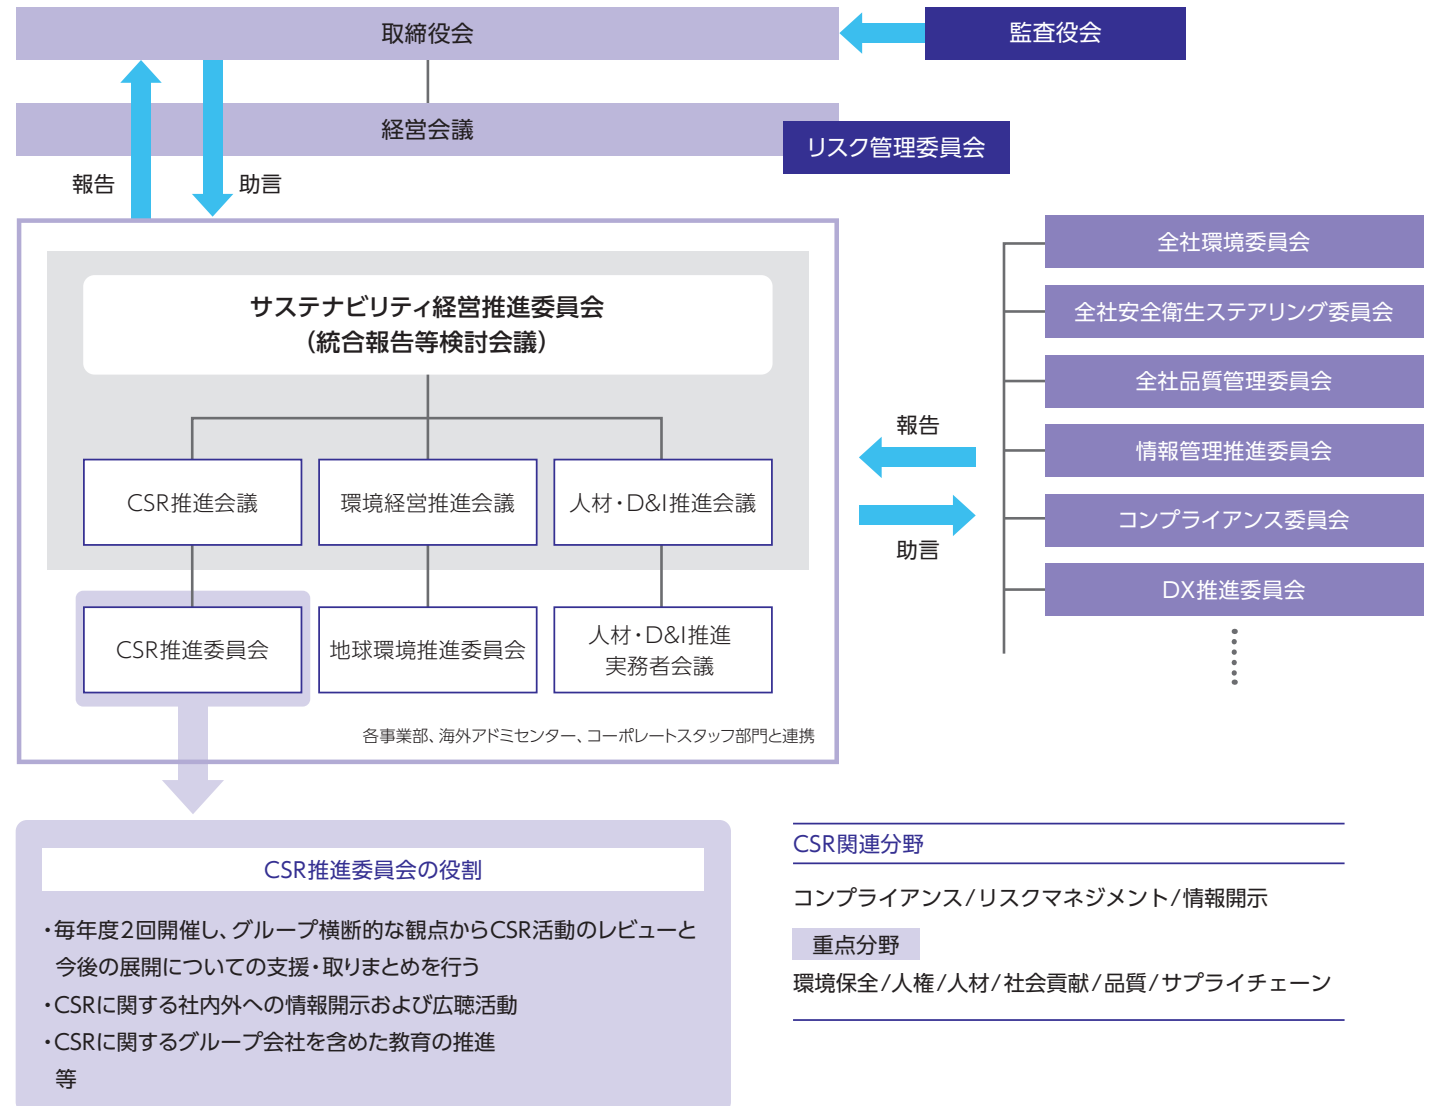 取締役会
監査役会
経営会議
リスク管理委員会
報告
助言
サステナビリティ経営推進委員会
（統合報告等検討会議）
CSR推進会議
環境経営推進会議
人材・D&I推進会議
CSR推進委員会
地球環境推進委員会
人材・D&I推進
実務者会議
各事業部、海外アドミセンター、コーポレートスタッフ部門と連携
報告
助言
全社環境委員会
全社安全衛生ステアリング委員会
全社品質管理委員会
情報管理推進委員会
コンプライアンス委員会
DX推進委員会
CSR推進委員会の役割
・毎年度2回開催し、グループ横断的な観点からCSR活動のレビューと
今後の展開についての支援・取りまとめを行う
・CSRに関する社内外への情報開示および広聴活動
・CSRに関するグループ会社を含めた教育の推進
等
CSR関連分野
コンプライアンス/リスクマネジメント/情報開示
重点分野
環境保全/人権/人材/社会貢献/品質/サプライチェーン